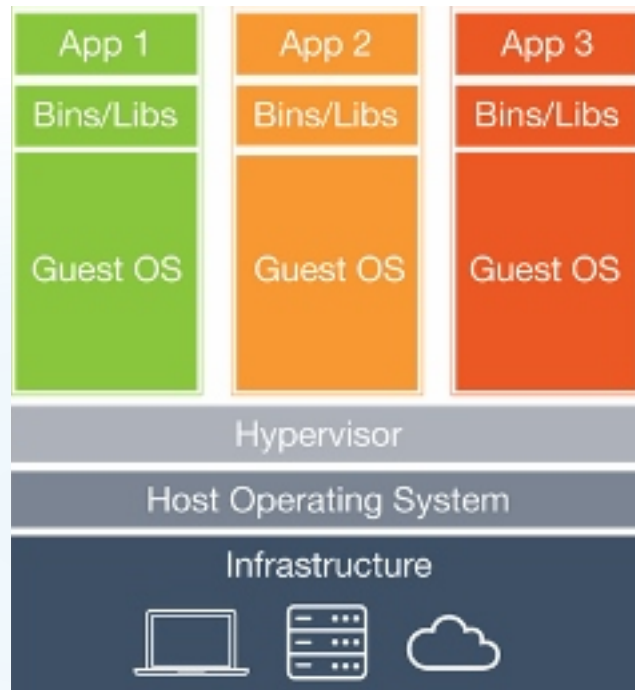 App 1
App 2
App 3
Bins/Libs
Bins/Libs
Bins/Libs
Guest OS
Guest OS
Guest OS
Hypervisor
Host Operating System
Infrastructure